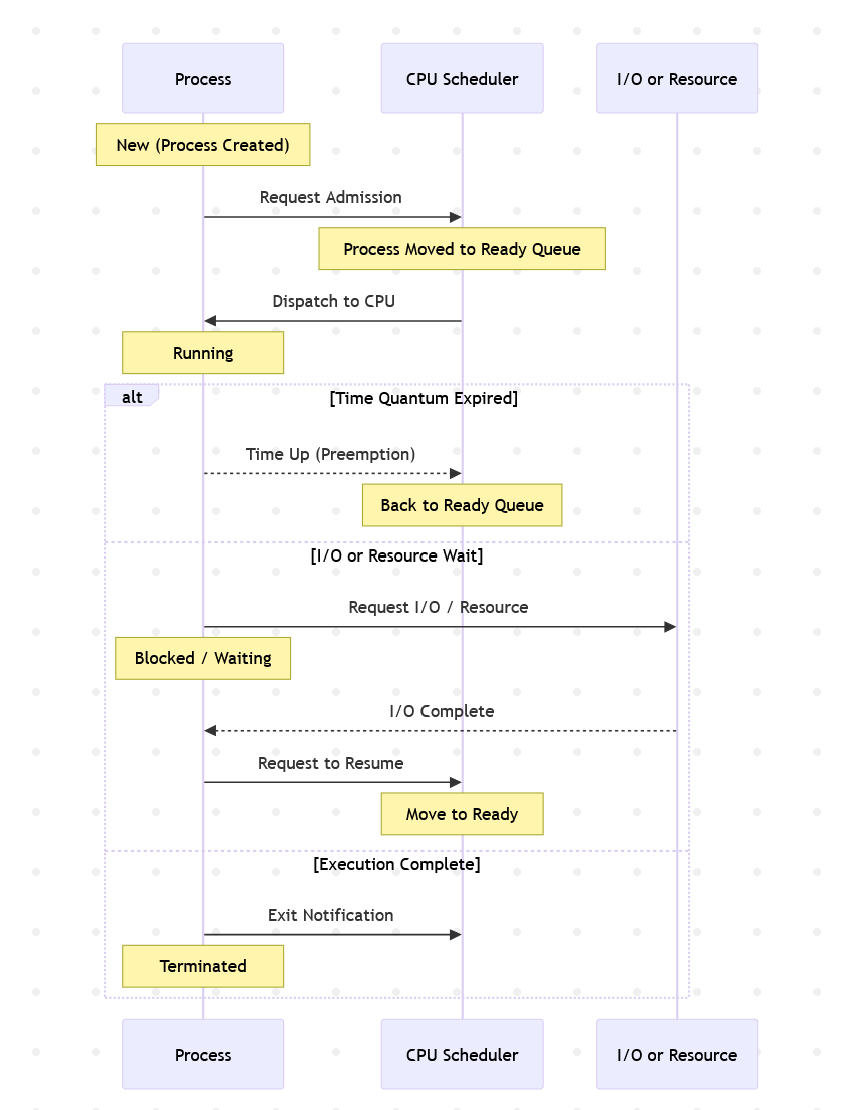 Process
CPU Scheduler
I/O or Resource
New (Process Created)
Request Admission
Process Moved to Ready Queue
Dispatch to CPU
Running
alt
[Time Quantum Expired]
Time Up (Preemption)
Back to Ready Queue
[I/O or Resource Wait]
Request I/O / Resource
Blocked / Waiting
I/O Complete
Request to Resume
Move to Ready
[Execution Complete]
Exit Notification
Terminated
Process
CPU Scheduler
I/O or Resource